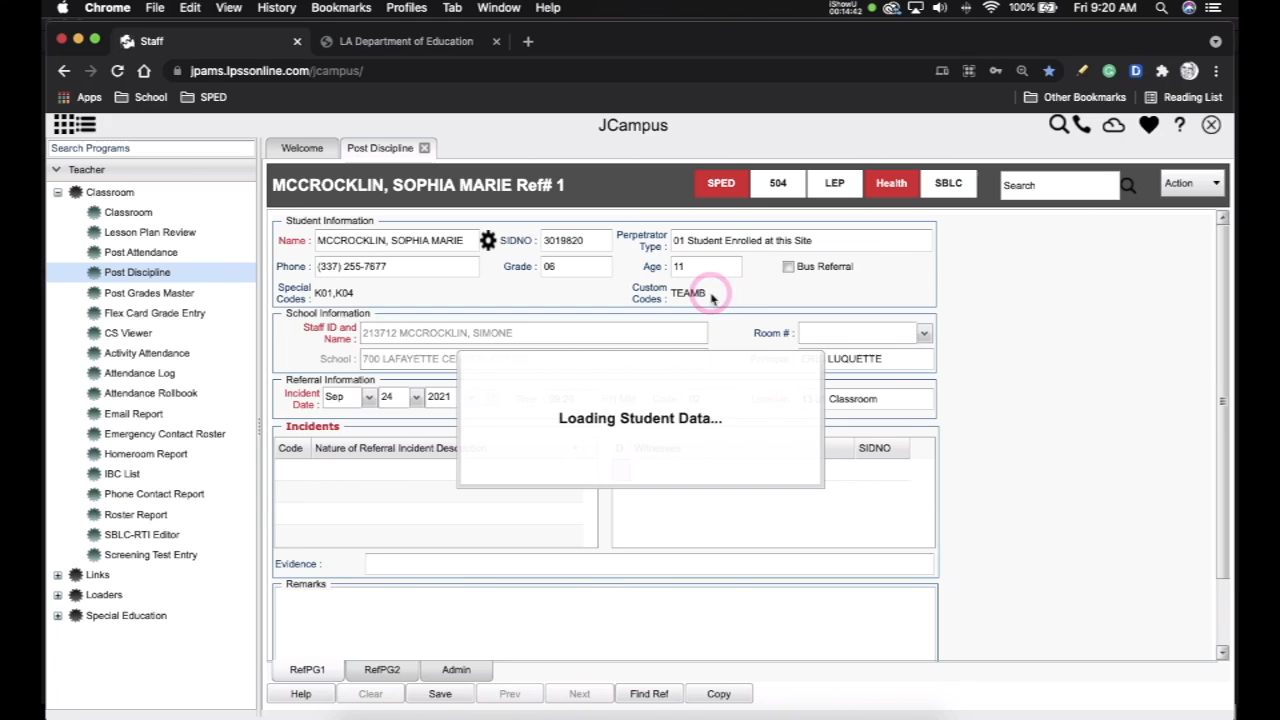 Chrome File Edit View History Bookmarks Profiles Tab Window Help iShowU 00:14:42 100% Fri 9:20 AM
Staff LA Department of Education
jpams.lpssonline.com/jcampus/
Apps School SPED Other Bookmarks Reading List
JCampus
Search Programs
Welcome Post Discipline
Teacher
MCCROCKLIN, SOPHIA MARIE Ref# 1 SPED 504 LEP Health SBLC Search Action
Classroom
Classroom
Lesson Plan Review
Post Attendance
Post Discipline
Post Grades Master
Flex Card Grade Entry
CS Viewer
Activity Attendance
Attendance Log
Attendance Rollbook
Email Report
Emergency Contact Roster
Homeroom Report
IBC List
Phone Contact Report
Roster Report
SBLC-RTI Editor
Screening Test Entry
Links
Loaders
Special Education
Student Information
Name : MCCROCKLIN, SOPHIA MARIE SIDNO : 3019820 Perpetrator Type : 01 Student Enrolled at this Site
Phone : (337) 255-7677 Grade : 06 Age : 11 Bus Referral
Special Codes : K01,K04 Custom Codes : TEAMB
School Information
Staff ID and Name : 213712 MCCROCKLIN, SIMONE Room # :
School : 700 LAFAYETTE CE LUQUETTE
Referral Information
Incident Date : Sep 24 2021 Classroom
Incidents
Code Nature of Referral Incident Description D Witnesses SIDNO
Loading Student Data...
Evidence :
Remarks
RefPG1 RefPG2 Admin
Help Clear Save Prev Next Find Ref Copy